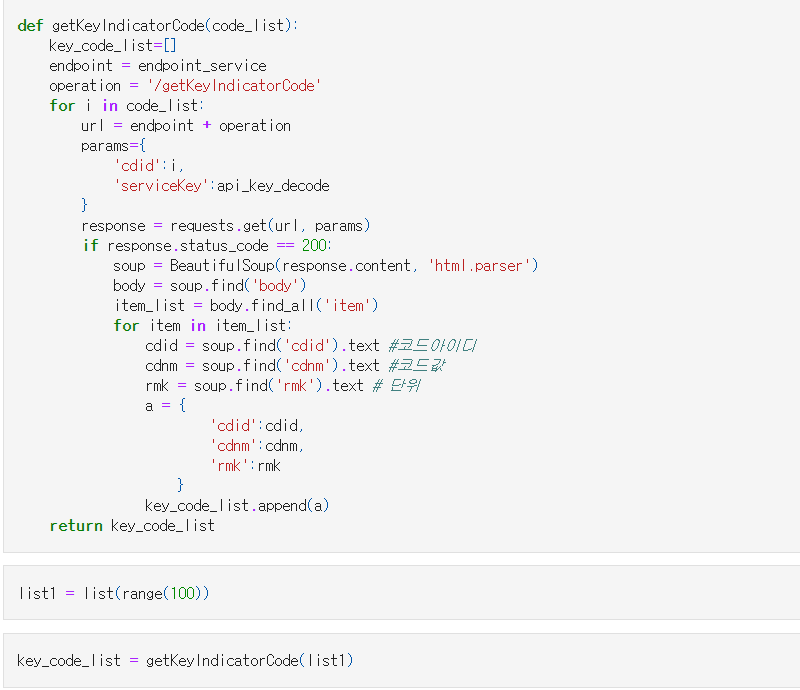 def getKeyIndicatorCode(code_list):
    key_code_list=[]
    endpoint = endpoint_service
    operation = '/getKeyIndicatorCode'
    for i in code_list:
        url = endpoint + operation
        params={
            'cdid':i,
            'serviceKey':api_key_decode
        }
        response = requests.get(url, params)
        if response.status_code == 200:
            soup = BeautifulSoup(response.content, 'html.parser')
            body = soup.find('body')
            item_list = body.find_all('item')
            for item in item_list:
                cdid = soup.find('cdid').text #코드아이디
                cdnm = soup.find('cdnm').text #코드값
                rmk = soup.find('rmk').text # 단위
                a = {
                        'cdid':cdid,
                        'cdnm':cdnm,
                        'rmk':rmk
                    }
                key_code_list.append(a)
    return key_code_list
list1 = list(range(100))
key_code_list = getKeyIndicatorCode(list1)